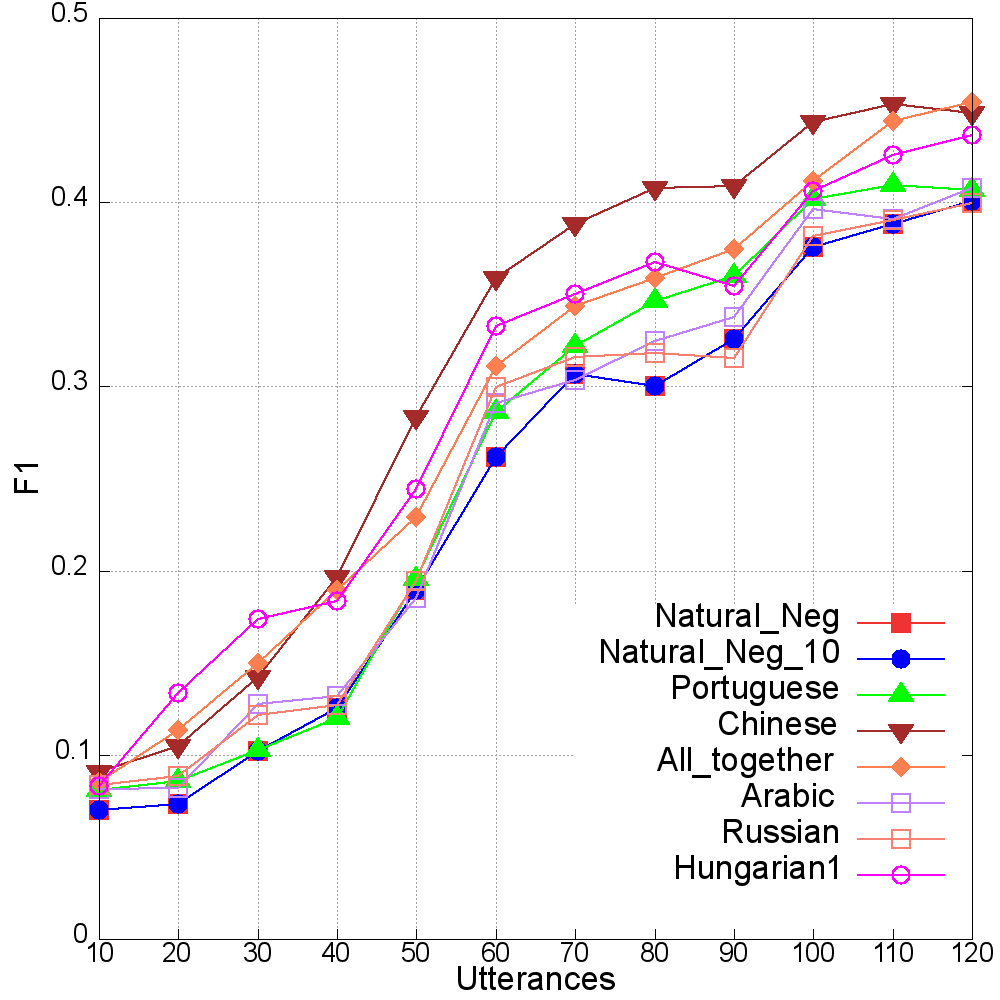 0.5
0.4
0.3
0.2
0.1
0
F1
Natural_Neg
Natural_Neg_10
Portuguese
Chinese
All_together
Arabic
Russian
Hungarian1
10 20 30 40 50 60 70 80 90 100 110 120
Utterances